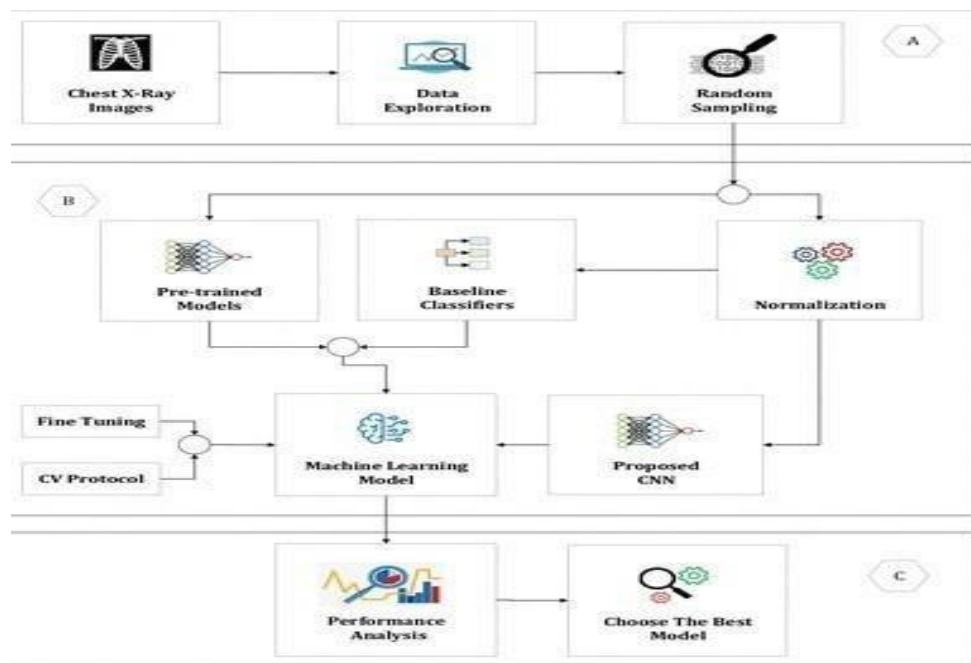 Chest X-Ray
Images
Data
Exploration
Random
Sampling
A
B
Pre-trained
Models
Baseline
Classifiers
Normalization
Fine Tuning
CV Protocol
Machine Learning
Model
Proposed
CNN
Performance
Analysis
Choose The Best
Model
C